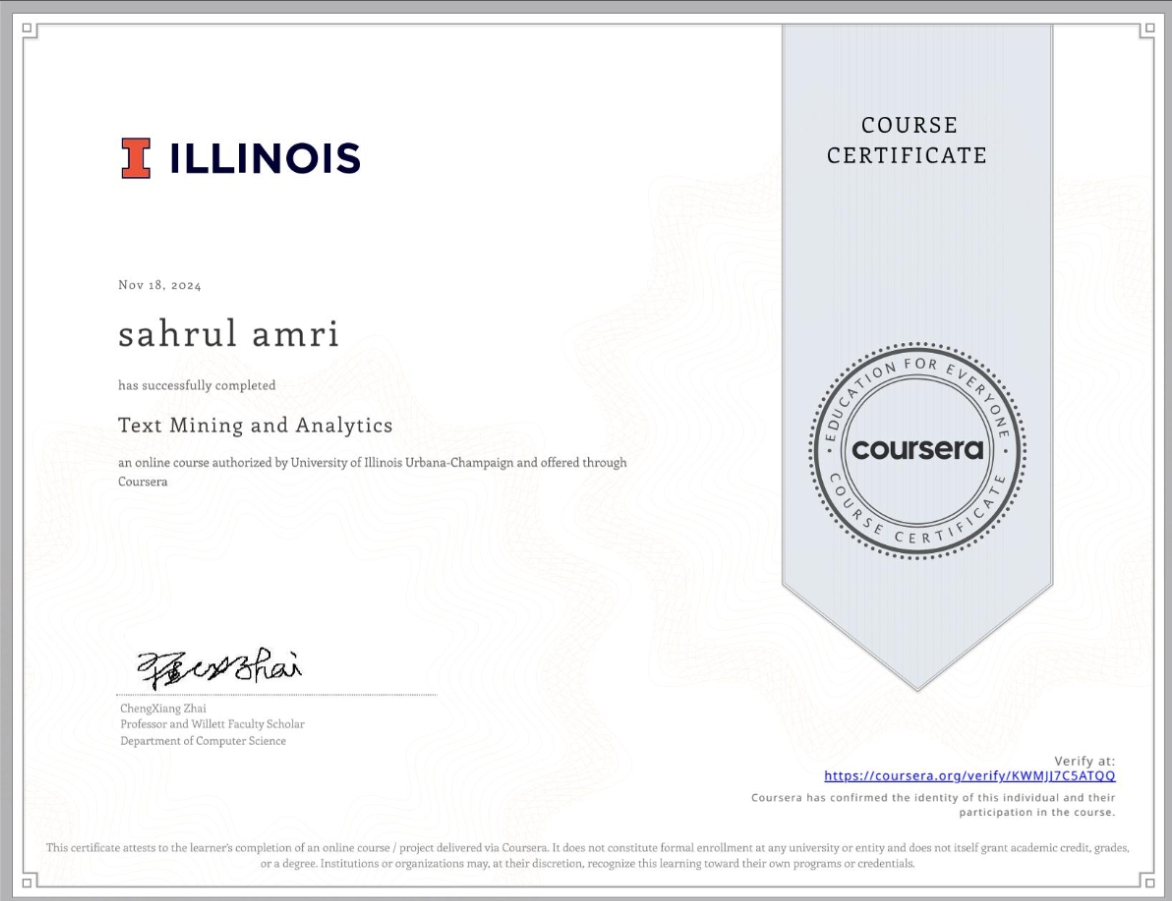 ILLINOIS
COURSE
CERTIFICATE
Nov 18, 2024
sahrul amri
has successfully completed
Text Mining and Analytics
an online course authorized by University of Illinois Urbana-Champaign and offered through
Coursera
EDUCATION FOR EVERYONE
coursera
COURSE CERTIFICATE
Zhai
ChengXiang Zhai
Professor and Willett Faculty Scholar
Department of Computer Science
Verify at:
https://coursera.org/verify/KWMJJ7C5ATQQ
Coursera has confirmed the identity of this individual and their
participation in the course.
This certificate attests to the learner's completion of an online course / project delivered via Coursera. It does not constitute formal enrollment at any university or entity and does not itself grant academic credit, grades,
or a degree. Institutions or organizations may, at their discretion, recognize this learning toward their own programs or credentials.